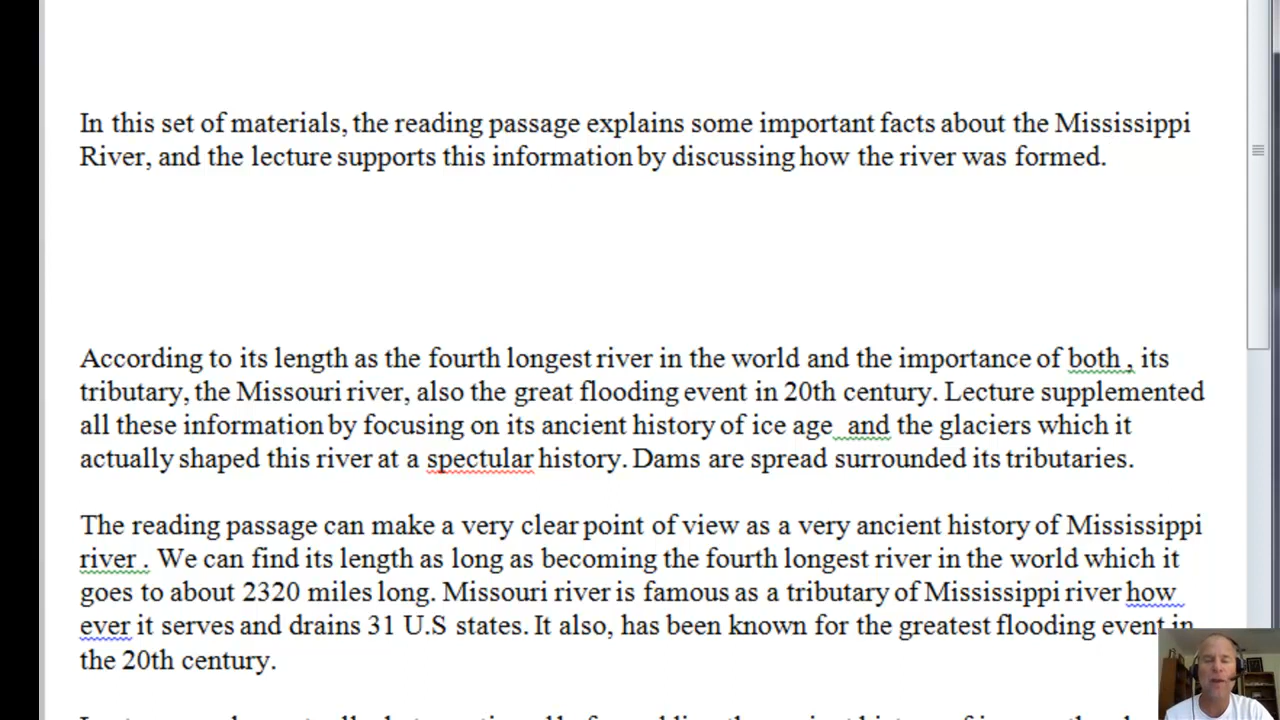 In this set of materials, the reading passage explains some important facts about the Mississippi
River, and the lecture supports this information by discussing how the river was formed.
According to its length as the fourth longest river in the world and the importance of both , its
tributary, the Missouri river, also the great flooding event in 20th century. Lecture supplemented
all these information by focusing on its ancient history of ice age  and the glaciers which it
actually shaped this river at a spectular history. Dams are spread surrounded its tributaries.
The reading passage can make a very clear point of view as a very ancient history of Mississippi
river . We can find its length as long as becoming the fourth longest river in the world which it
goes to about 2320 miles long. Missouri river is famous as a tributary of Mississippi river how
ever it serves and drains 31 U.S states. It also, has been known for the greatest flooding event in
the 20th century.